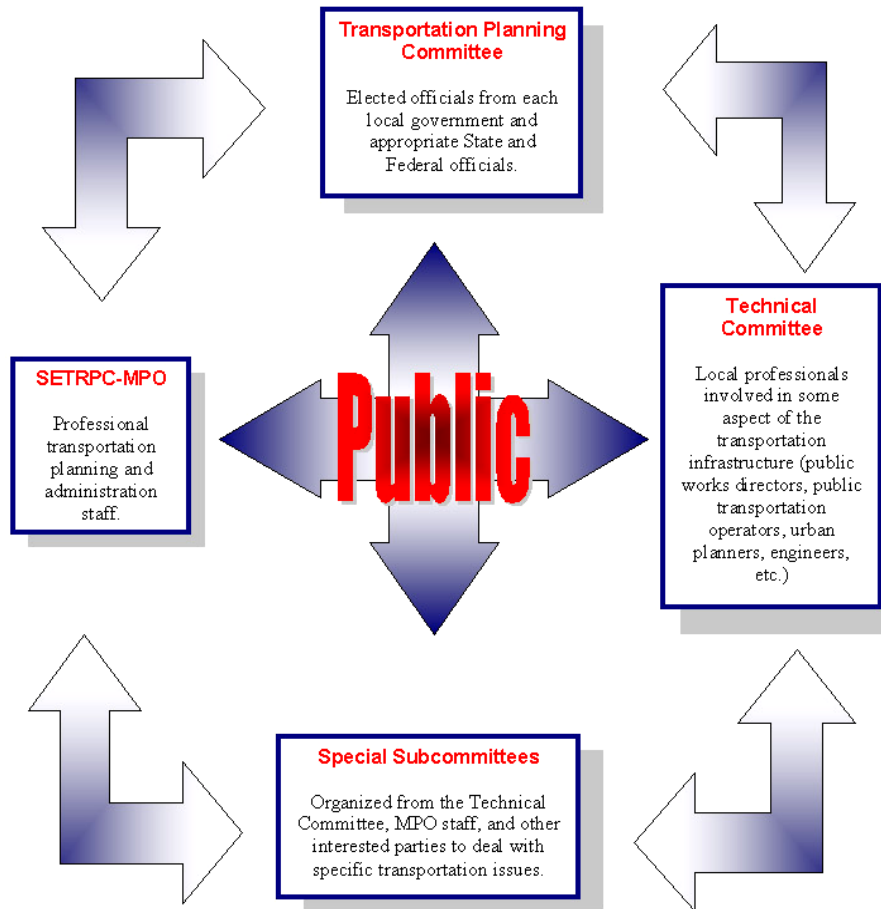 Transportation Planning
Committee
Elected officials from each
local government and
appropriate State and
Federal officials.
SETRPC-MPO
Professional
transportation
planning and
administration
staff.
Public
Technical
Committee
Local professionals
involved in some
aspect of the
transportation
infrastructure (public
works directors, public
transportation
operators, urban
planners, engineers,
etc.)
Special Subcommittees
Organized from the Technical
Committee, MPO staff, and other
interested parties to deal with
specific transportation issues.